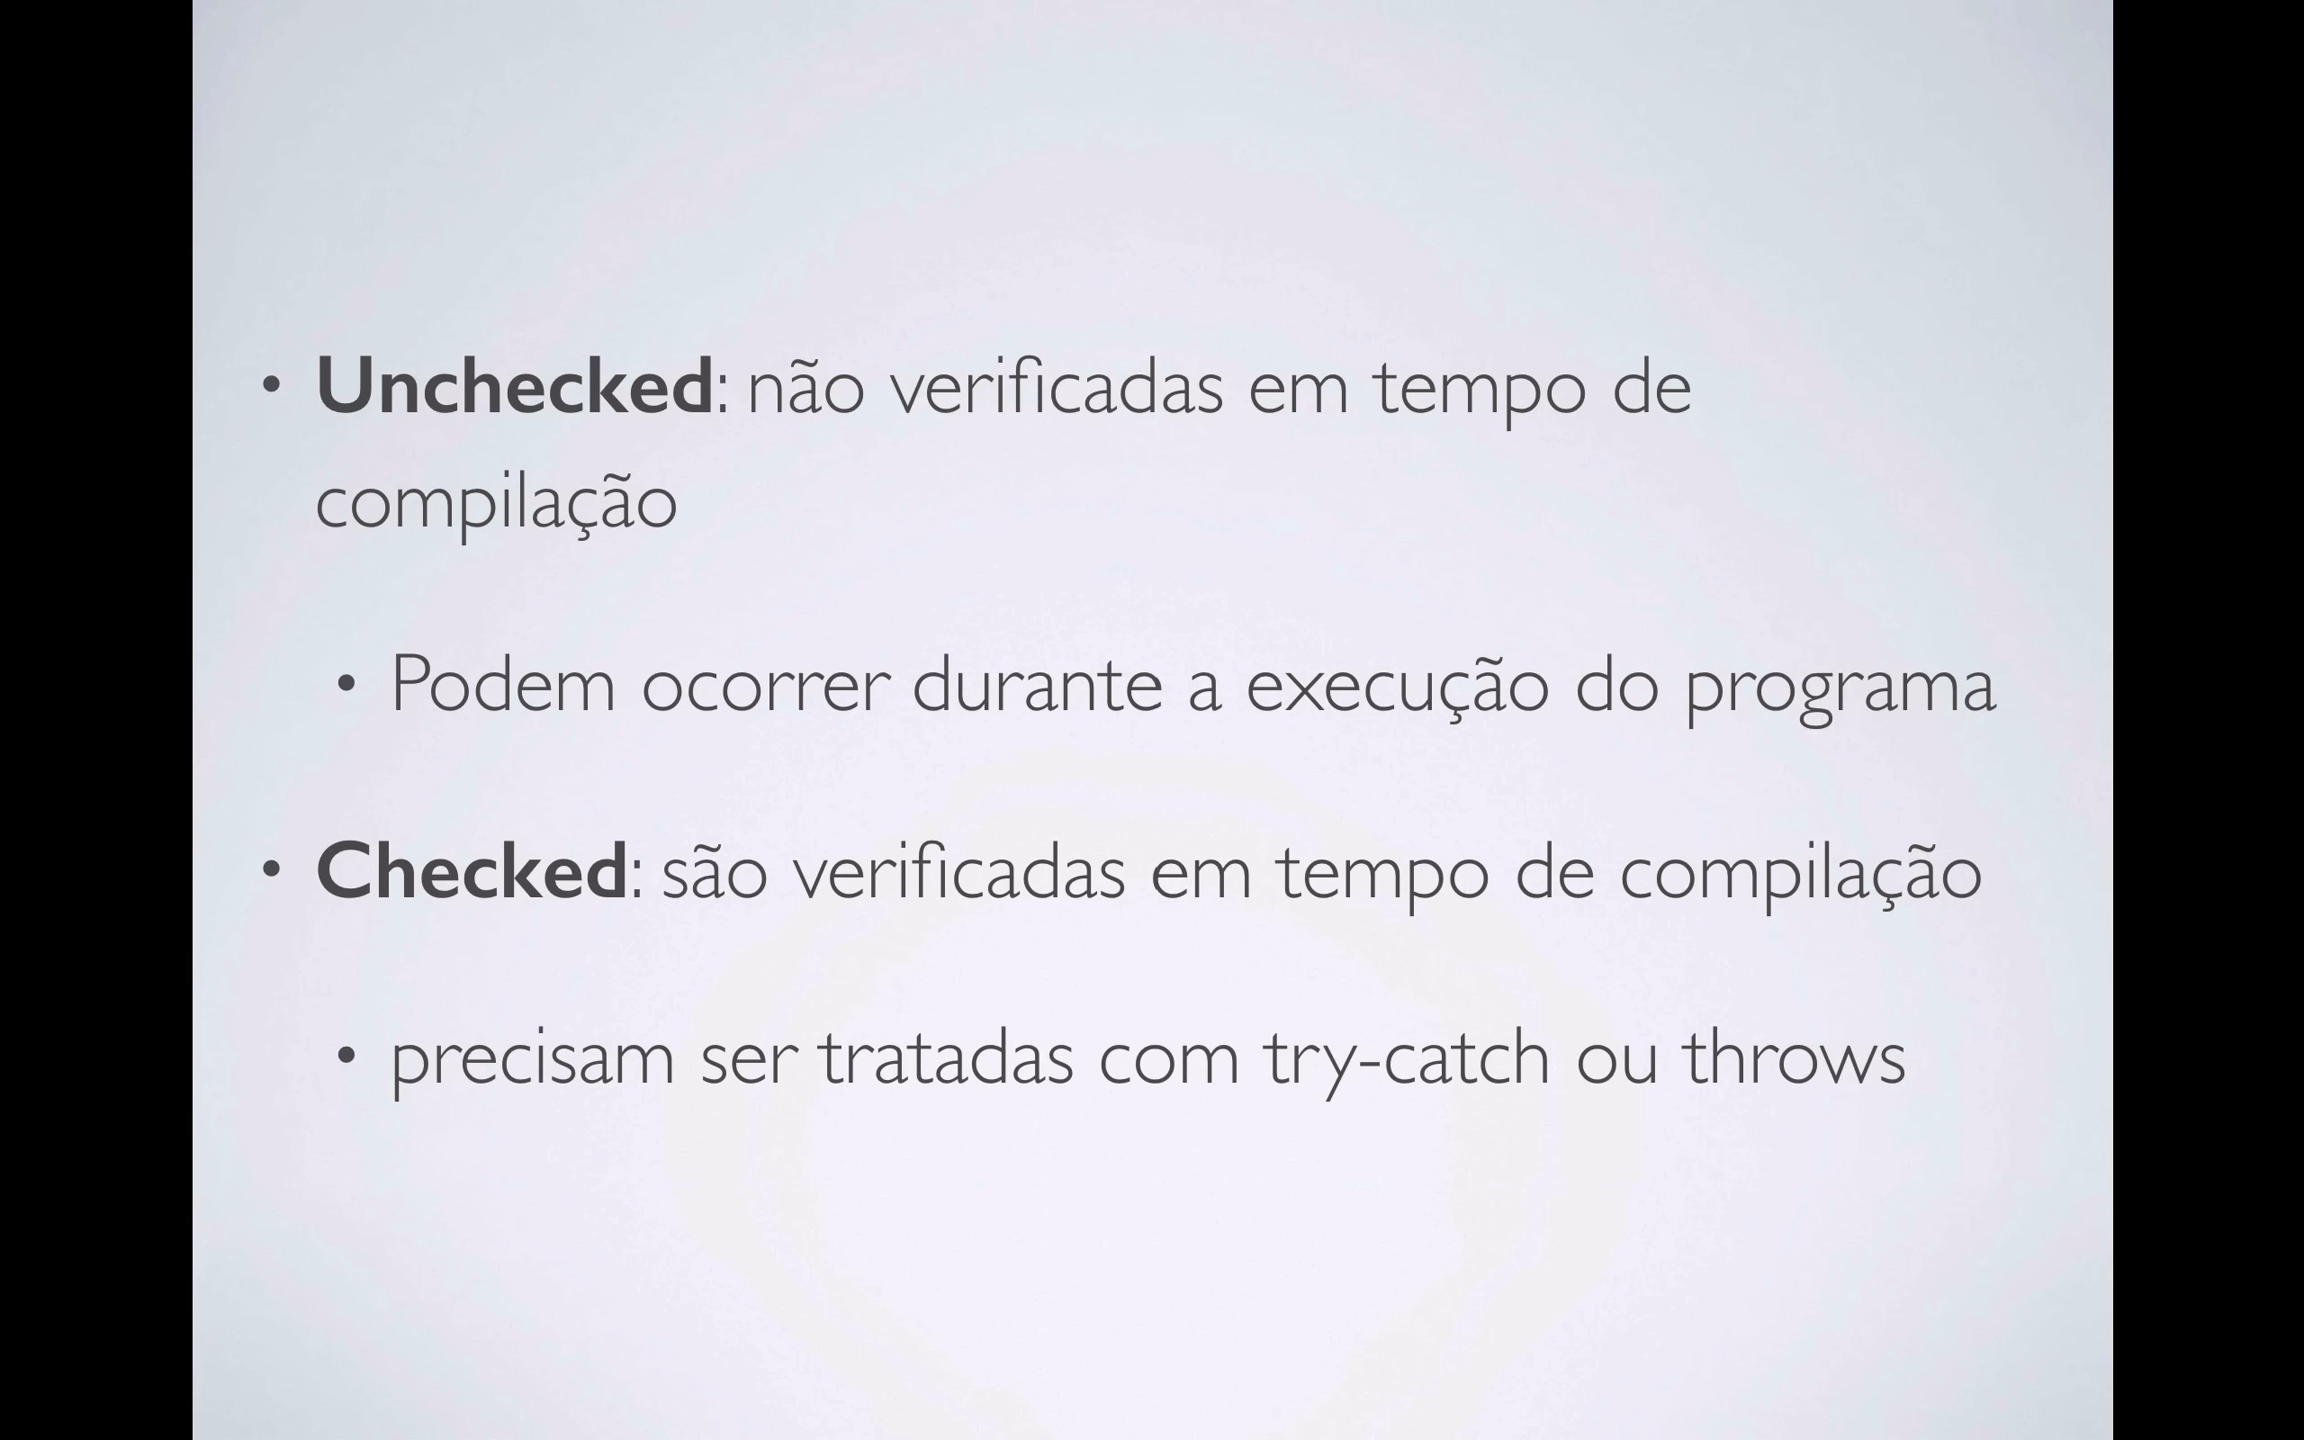 • Unchecked: não verificadas em tempo de
compilação
• Podem ocorrer durante a execução do programa
• Checked: são verificadas em tempo de compilação
• precisam ser tratadas com try-catch ou throws